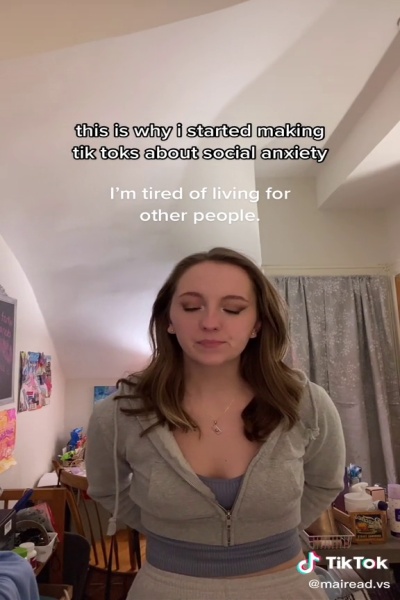 this is why i started making
tik toks about social anxiety
I'm tired of living for
other people.
TikTok
@mairead.vs